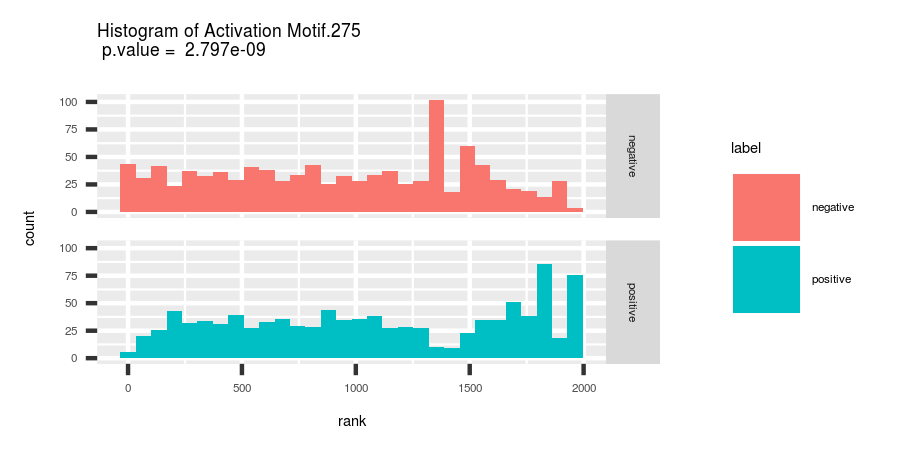 Histogram of Activation Motif.275
p.value =  2.797e-09
count
100
75
50
25
0
negative
100
75
50
25
0
positive
0
500
1000
1500
2000
rank
label
negative
positive